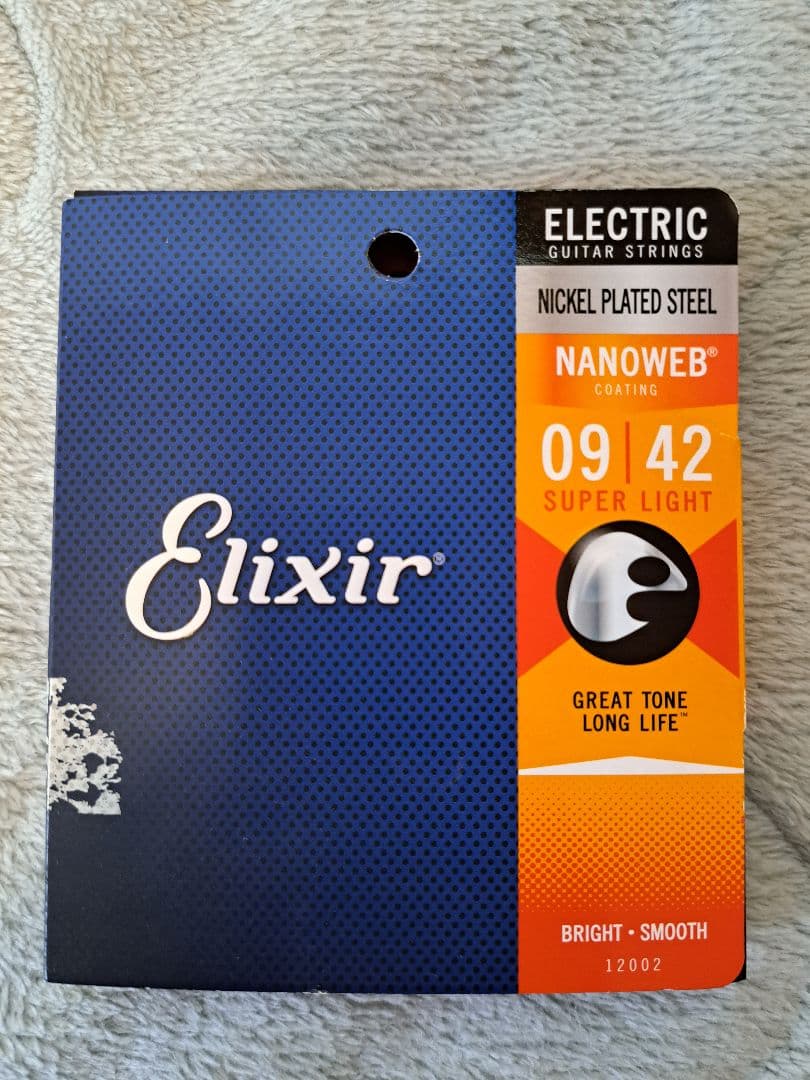 ELECTRIC
GUITAR STRINGS
NICKEL PLATED STEEL
NANOWEB®
COATING
09 | 42
SUPER LIGHT
Elixir®
GREAT TONE
LONG LIFE™
BRIGHT • SMOOTH
12002